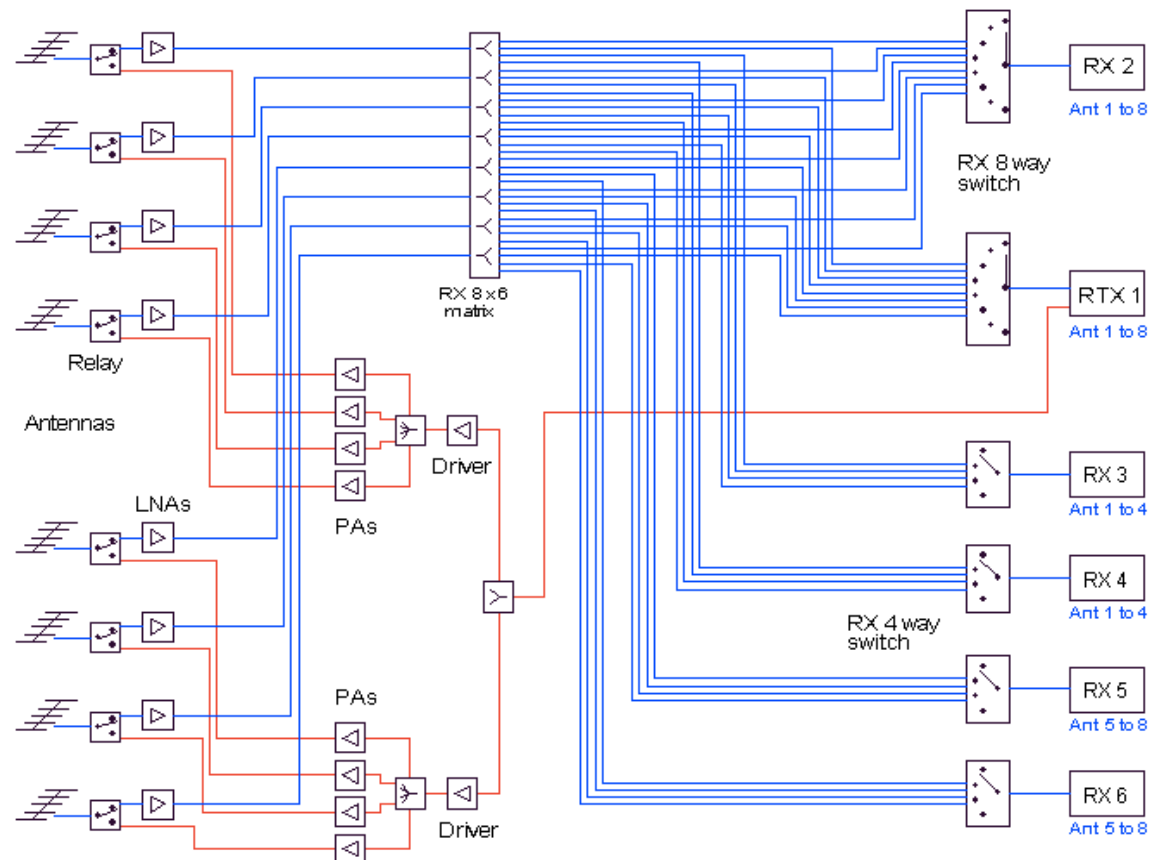 RX 2
Ant 1 to 8
RX 8 way
switch
RX 8 x 6
matrix
RTX 1
Ant 1 to 8
Relay
Antennas
Driver
RX 3
Ant 1 to 4
LNAs
PAs
RX 4
Ant 1 to 4
RX 4 way
switch
PAs
RX 5
Ant 5 to 8
Driver
RX 6
Ant 5 to 8